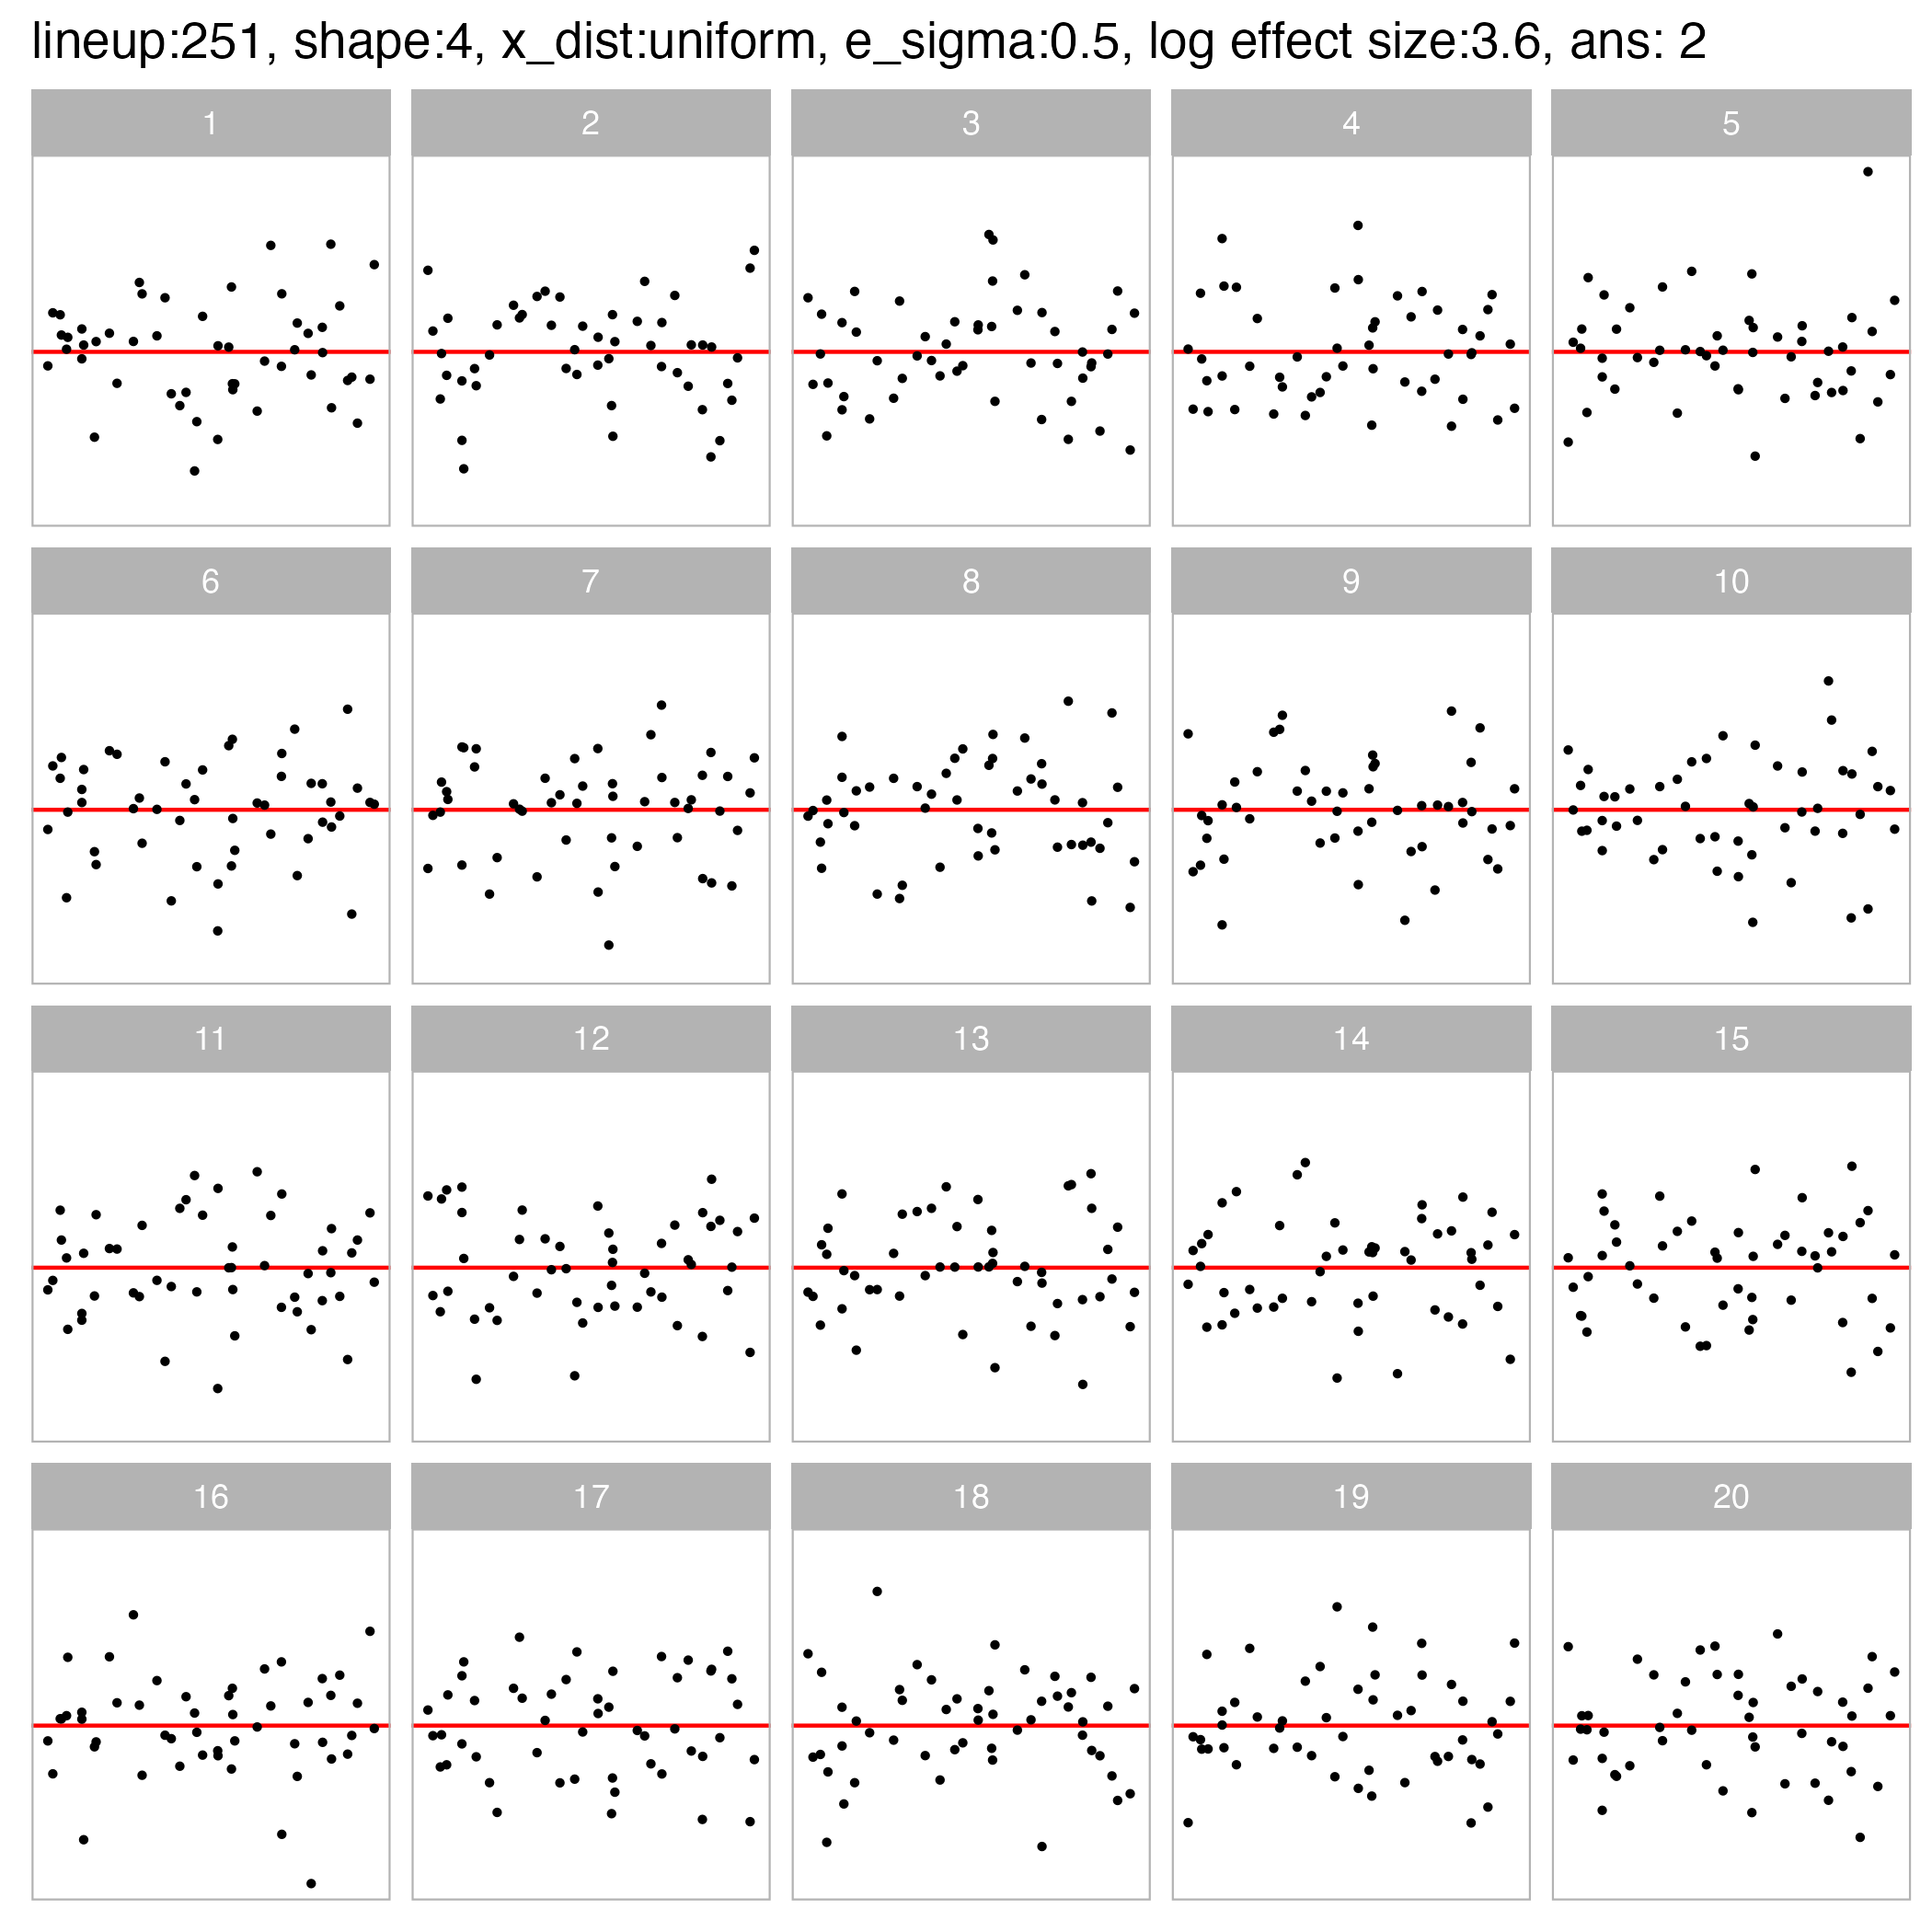 lineup:251, shape:4, x_dist:uniform, e_sigma:0.5, log effect size:3.6, ans: 2
1 2 3 4 5
6 7 8 9 10
11 12 13 14 15
16 17 18 19 20